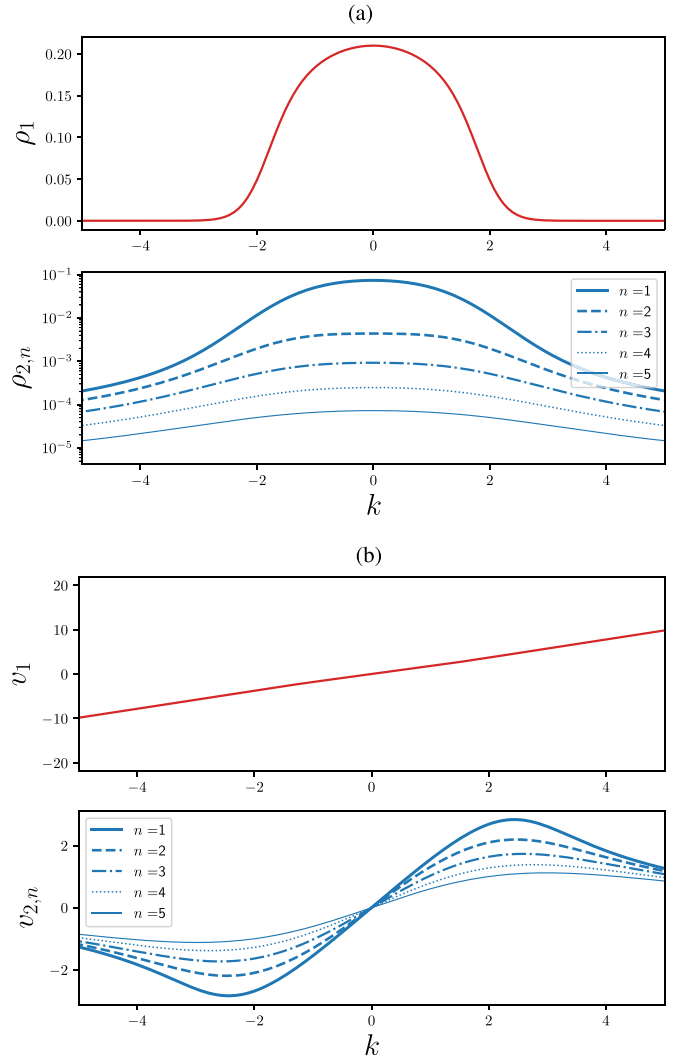 (a)
0.20
0.15
0.10
0.05
0.00
ρ₁
−4 −2 0 2 4
10⁻¹
10⁻²
10⁻³
10⁻⁴
10⁻⁵
ρ₂,ₙ
n =1
n =2
n =3
n =4
n =5
−4 −2 0 2 4
k
(b)
20
10
0
−10
−20
v₁
−4 −2 0 2 4
2
0
−2
v₂,ₙ
n =1
n =2
n =3
n =4
n =5
−4 −2 0 2 4
k